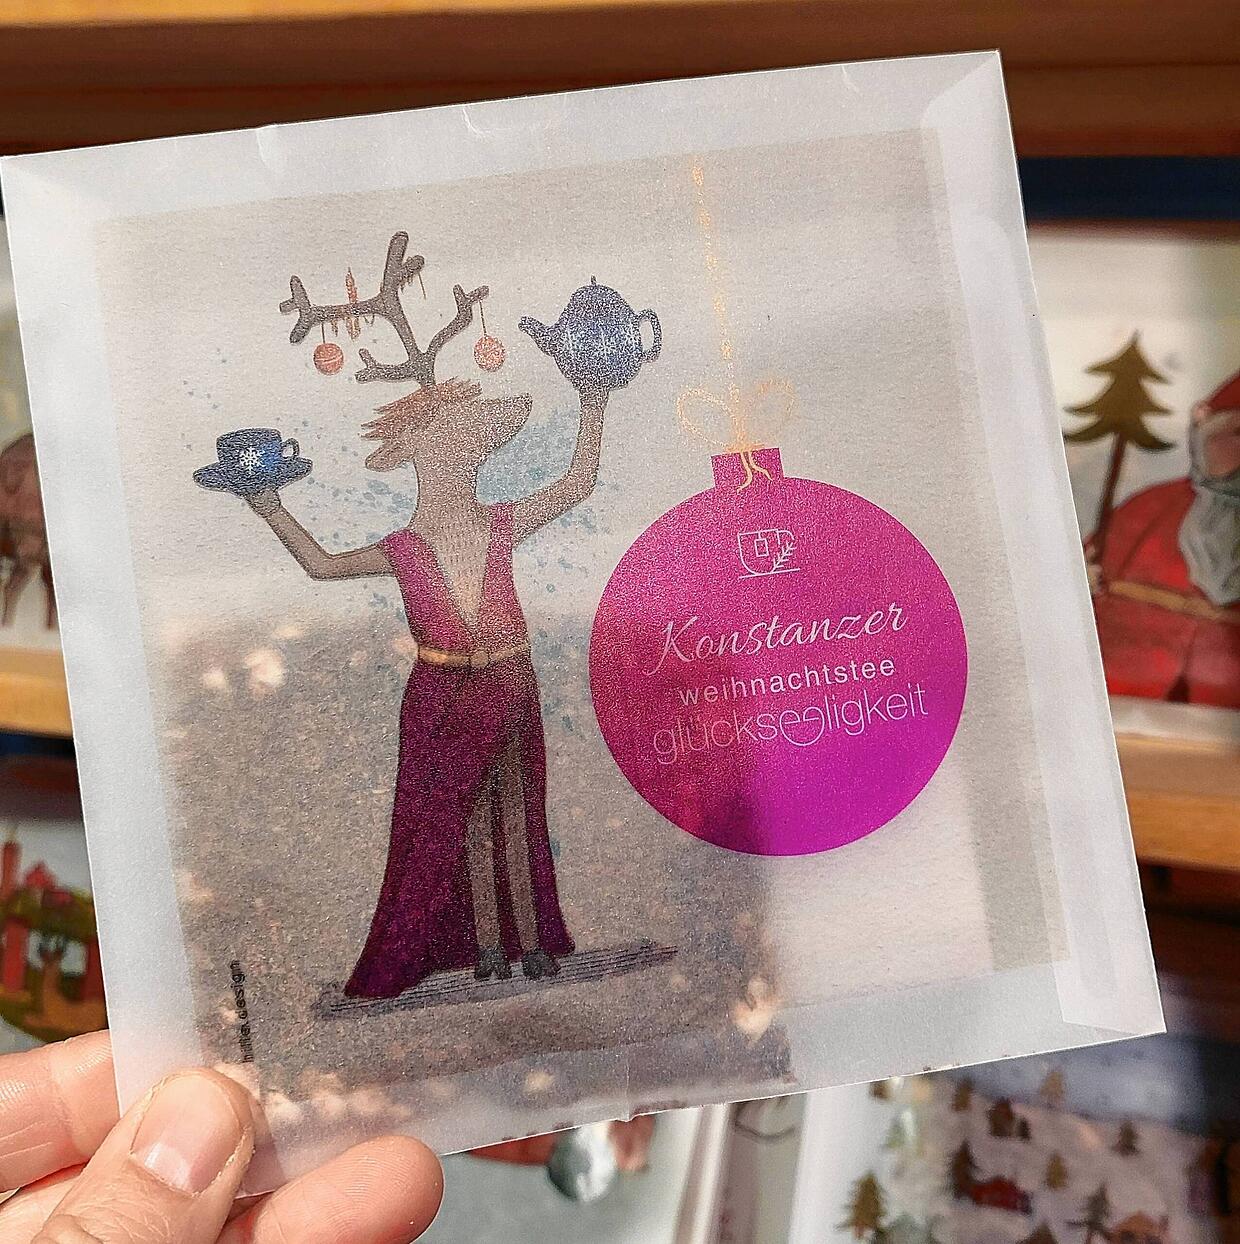 Konstanzer
weihnachtstee
glückseeligkeit